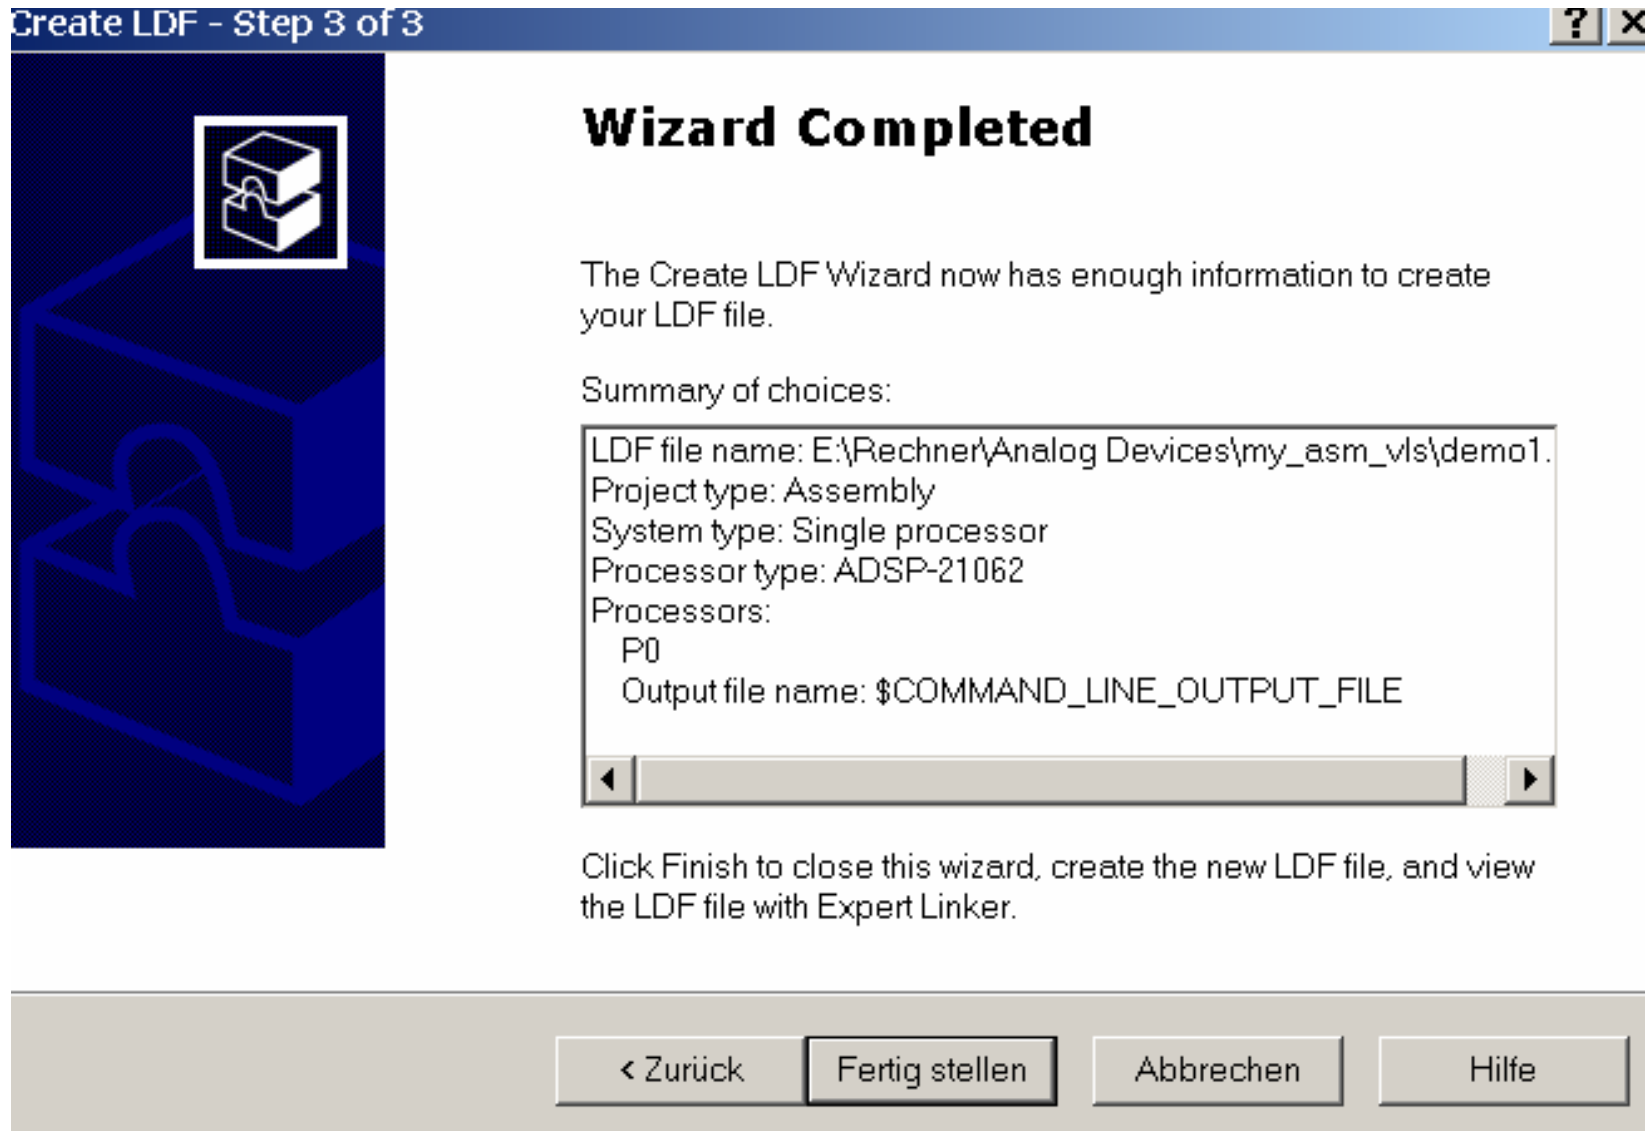 Create LDF - Step 3 of 3
Wizard Completed
The Create LDF Wizard now has enough information to create
your LDF file.
Summary of choices:
LDF file name: E:\Rechner\Analog Devices\my_asm_vls\demo1.
Project type: Assembly
System type: Single processor
Processor type: ADSP-21062
Processors:
P0
Output file name: $COMMAND_LINE_OUTPUT_FILE
Click Finish to close this wizard, create the new LDF file, and view
the LDF file with Expert Linker.
< Zurück Fertig stellen Abbrechen Hilfe